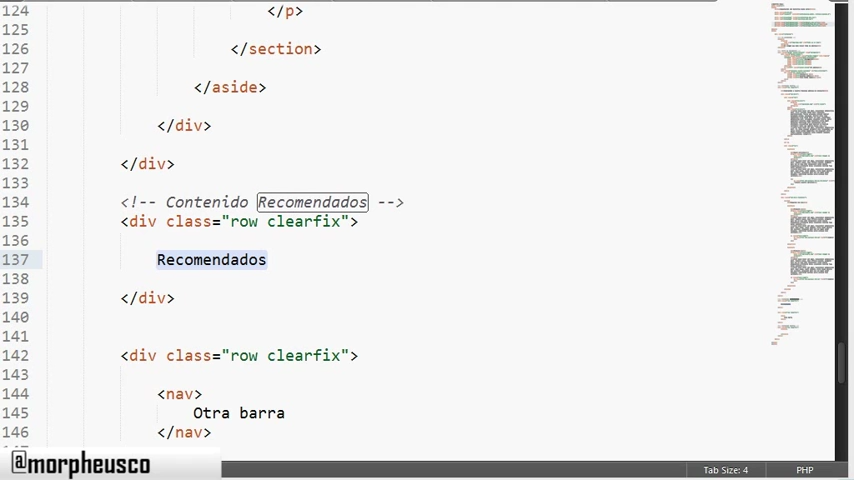 124 </p>
125
126 </section>
127
128 </aside>
129
130 </div>
131
132 </div>
133
134 <!-- Contenido Recomendados -->
135 <div class="row clearfix">
136
137 Recomendados
138
139 </div>
140
141
142 <div class="row clearfix">
143
144 <nav>
145 Otra barra
146 </nav>
@morpheusco
Tab Size: 4 PHP